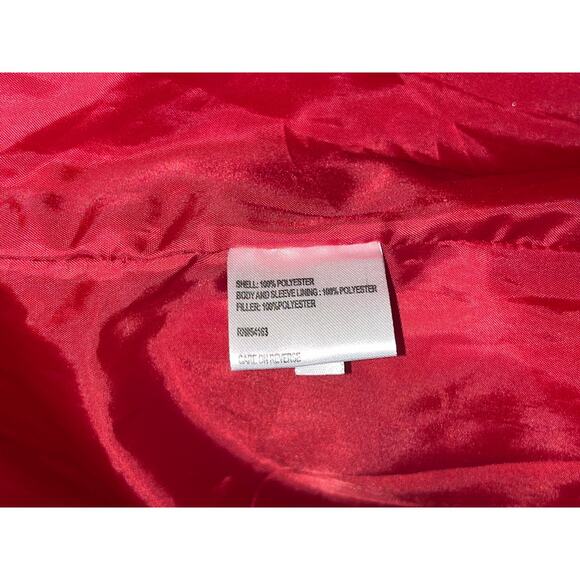 SHELL: 100% POLYESTER
BODY AND SLEEVE LINING : 100% POLYESTER
FILLER: 100%POLYESTER
CARE ON REVERSE